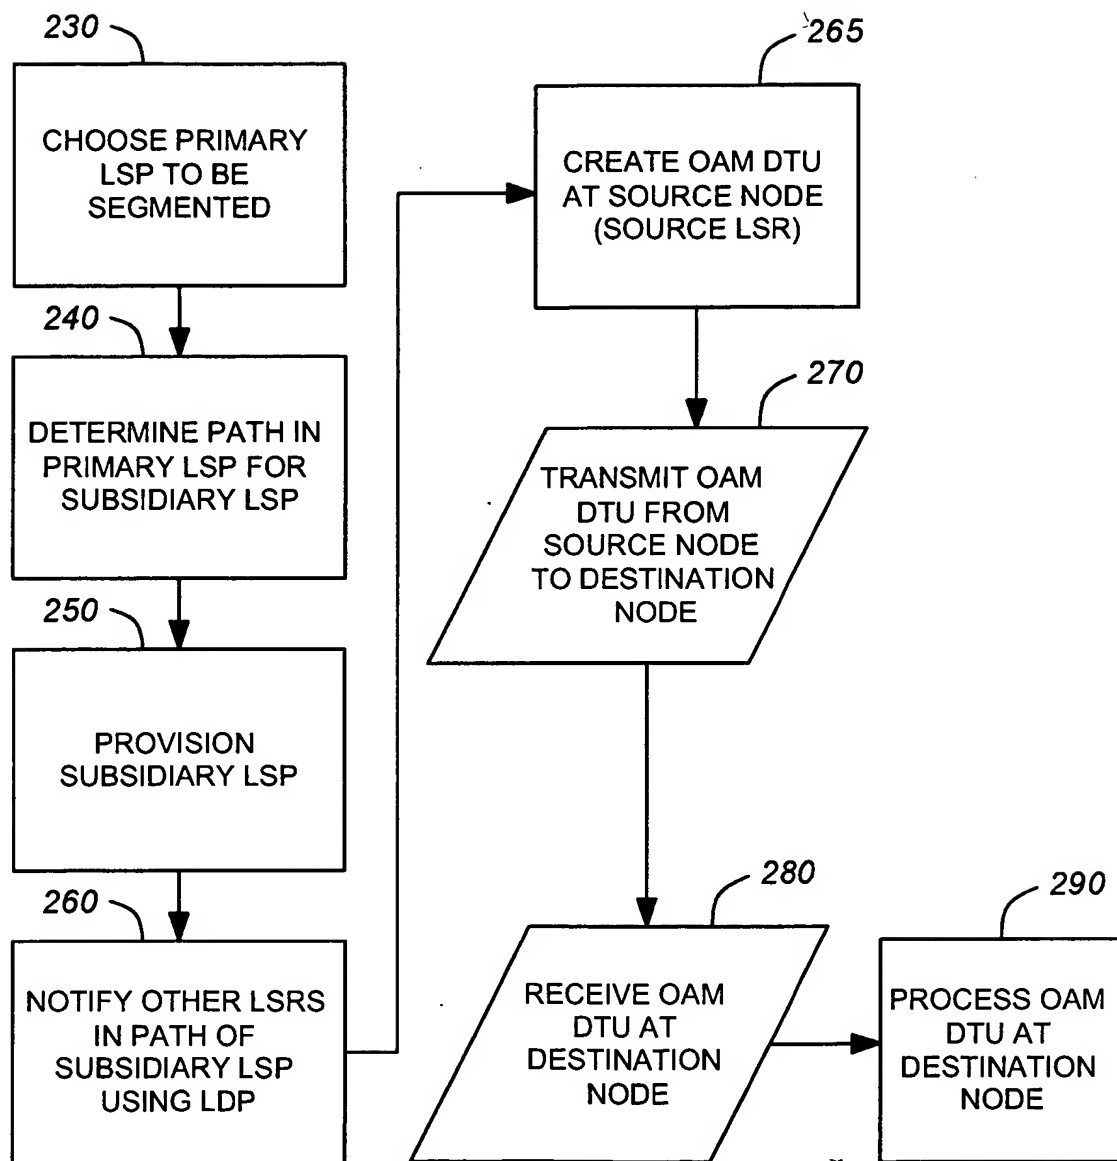 230
CHOOSE PRIMARY
LSP TO BE
SEGMENTED
240
DETERMINE PATH IN
PRIMARY LSP FOR
SUBSIDIARY LSP
250
PROVISION
SUBSIDIARY LSP
260
NOTIFY OTHER LSRS
IN PATH OF
SUBSIDIARY LSP
USING LDP
265
CREATE OAM DTU
AT SOURCE NODE
(SOURCE LSR)
270
TRANSMIT OAM
DTU FROM
SOURCE NODE
TO DESTINATION
NODE
280
RECEIVE OAM
DTU AT
DESTINATION
NODE
290
PROCESS OAM
DTU AT
DESTINATION
NODE